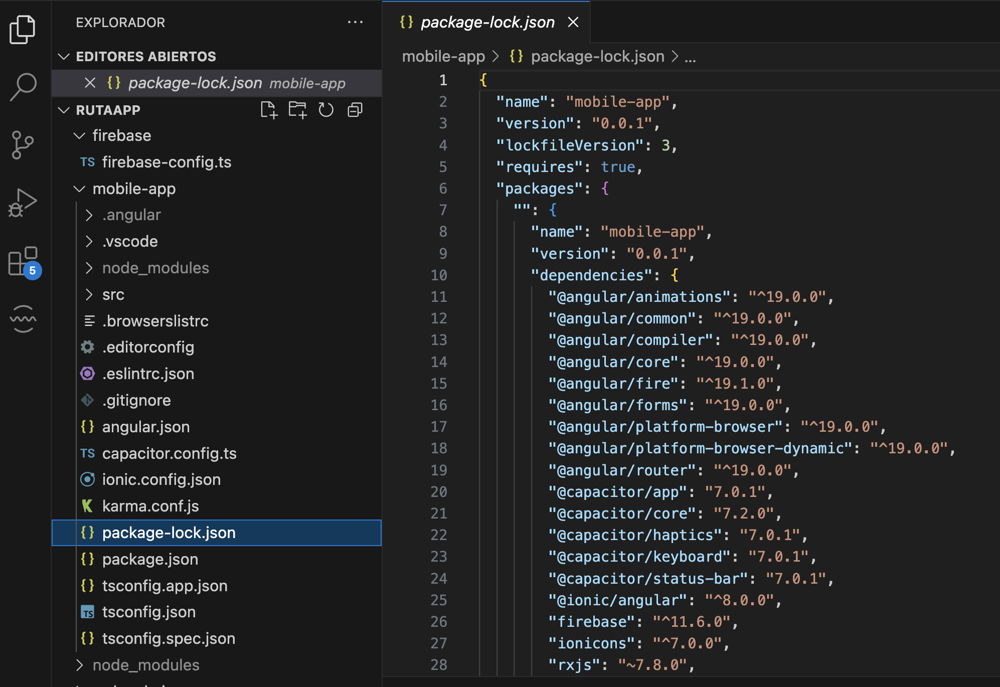 EXPLORADOR
EDITORES ABIERTOS
package-lock.json mobile-app
RUTAAPP
firebase
TS firebase-config.ts
mobile-app
.angular
.vscode
node_modules
src
.browserslistrc
.editorconfig
.eslintrc.json
.gitignore
{} angular.json
TS capacitor.config.ts
ionic.config.json
karma.conf.js
{} package-lock.json
{} package.json
{} tsconfig.app.json
TS tsconfig.json
{} tsconfig.spec.json
node_modules
5
{} package-lock.json
mobile-app > {} package-lock.json > ...
1 {
2 "name": "mobile-app",
3 "version": "0.0.1",
4 "lockfileVersion": 3,
5 "requires": true,
6 "packages": {
7 "": {
8 "name": "mobile-app",
9 "version": "0.0.1",
10 "dependencies": {
11 "@angular/animations": "^19.0.0",
12 "@angular/common": "^19.0.0",
13 "@angular/compiler": "^19.0.0",
14 "@angular/core": "^19.0.0",
15 "@angular/fire": "^19.1.0",
16 "@angular/forms": "^19.0.0",
17 "@angular/platform-browser": "^19.0.0",
18 "@angular/platform-browser-dynamic": "^19.0.0",
19 "@angular/router": "^19.0.0",
20 "@capacitor/app": "7.0.1",
21 "@capacitor/core": "7.2.0",
22 "@capacitor/haptics": "7.0.1",
23 "@capacitor/keyboard": "7.0.1",
24 "@capacitor/status-bar": "7.0.1",
25 "@ionic/angular": "^8.0.0",
26 "firebase": "^11.6.0",
27 "ionicons": "^7.0.0",
28 "rxjs": "~7.8.0",